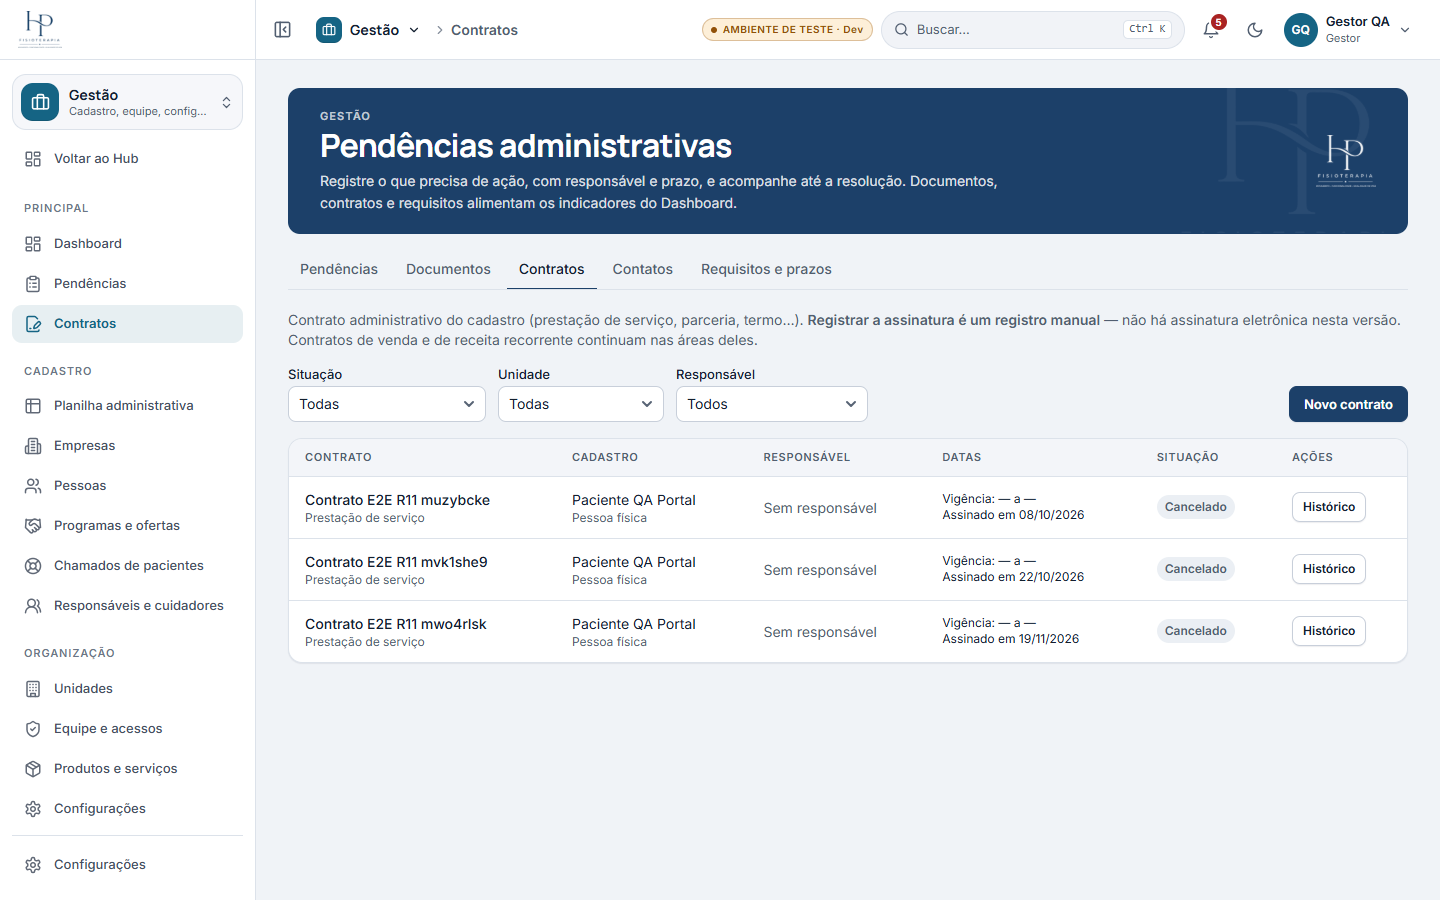 HP
FISIOTERAPIA
Gestão
Contratos
AMBIENTE DE TESTE · Dev
Buscar...
Ctrl K
5
GQ
Gestor QA
Gestor
Gestão
Cadastro, equipe, config...
Voltar ao Hub
PRINCIPAL
Dashboard
Pendências
Contratos
CADASTRO
Planilha administrativa
Empresas
Pessoas
Programas e ofertas
Chamados de pacientes
Responsáveis e cuidadores
ORGANIZAÇÃO
Unidades
Equipe e acessos
Produtos e serviços
Configurações
Configurações
GESTÃO
Pendências administrativas
Registre o que precisa de ação, com responsável e prazo, e acompanhe até a resolução. Documentos,
contratos e requisitos alimentam os indicadores do Dashboard.
HP
FISIOTERAPIA
Pendências
Documentos
Contratos
Contatos
Requisitos e prazos
Contrato administrativo do cadastro (prestação de serviço, parceria, termo...). Registrar a assinatura é um registro manual — não há assinatura eletrônica nesta versão.
Contratos de venda e de receita recorrente continuam nas áreas deles.
Situação
Unidade
Responsável
Todas
Todas
Todos
Novo contrato
CONTRATO
CADASTRO
RESPONSÁVEL
DATAS
SITUAÇÃO
AÇÕES
Contrato E2E R11 muzybcke
Prestação de serviço
Paciente QA Portal
Pessoa física
Sem responsável
Vigência: — a —
Assinado em 08/10/2026
Cancelado
Histórico
Contrato E2E R11 mvk1she9
Prestação de serviço
Paciente QA Portal
Pessoa física
Sem responsável
Vigência: — a —
Assinado em 22/10/2026
Cancelado
Histórico
Contrato E2E R11 mwo4rlsk
Prestação de serviço
Paciente QA Portal
Pessoa física
Sem responsável
Vigência: — a —
Assinado em 19/11/2026
Cancelado
Histórico